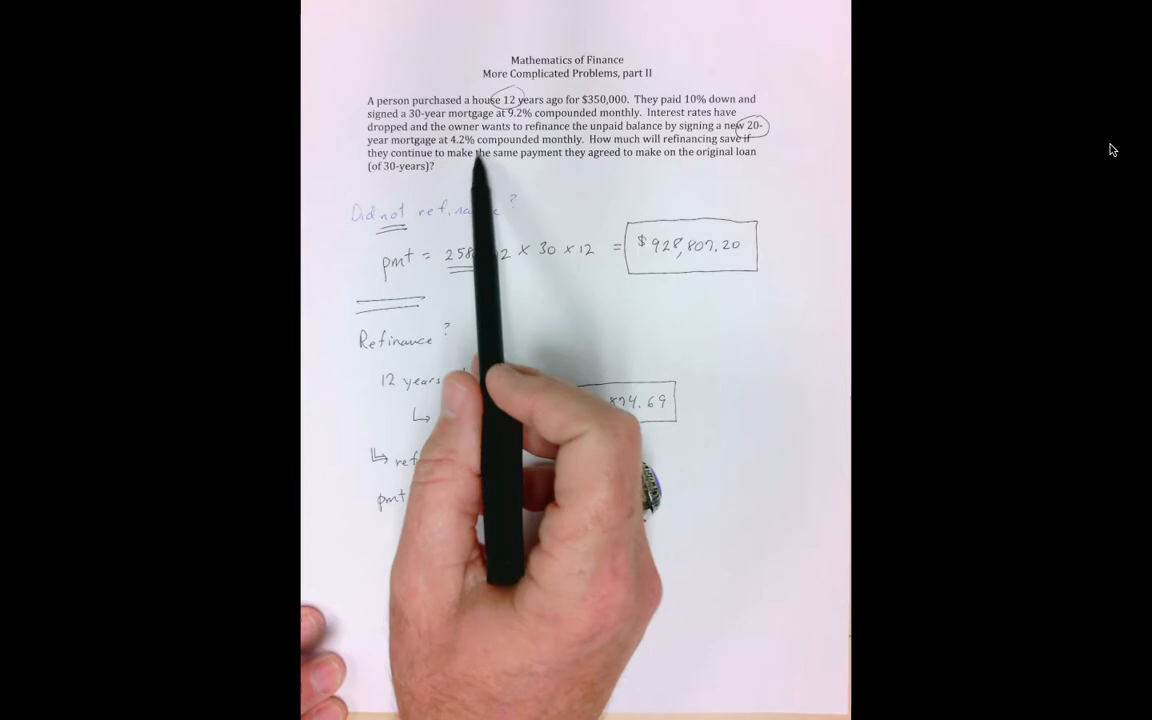 Mathematics of Finance
More Complicated Problems, part II
A person purchased a house 12 years ago for $350,000. They paid 10% down and
signed a 30-year mortgage at 9.2% compounded monthly. Interest rates have
dropped and the owner wants to refinance the unpaid balance by signing a new 20-
year mortgage at 4.2% compounded monthly. How much will refinancing save if
they continue to make the same payment they agreed to make on the original loan
(of 30-years)?
Did not refinance ?
pmt = 258 2 × 30 × 12 = $928,807.20
Refinance ?
12 years
874.69
ref
pmt